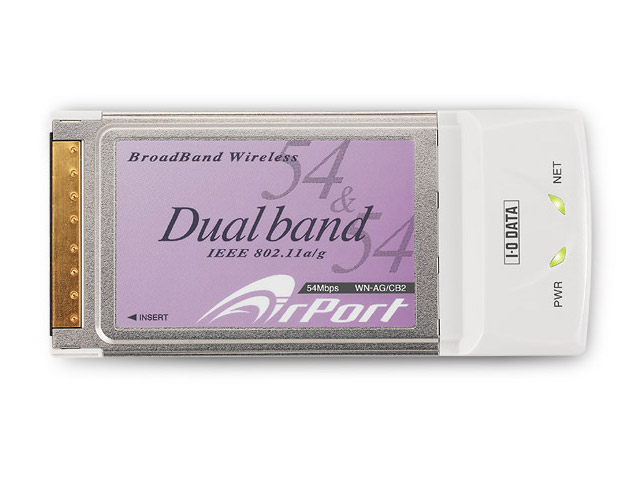 BroadBand Wireless
54
&
54
Dual band
IEEE 802.11a/g
54Mbps WN-AG/CB2
AirPort
◄ INSERT
I-O DATA
NET
PWR